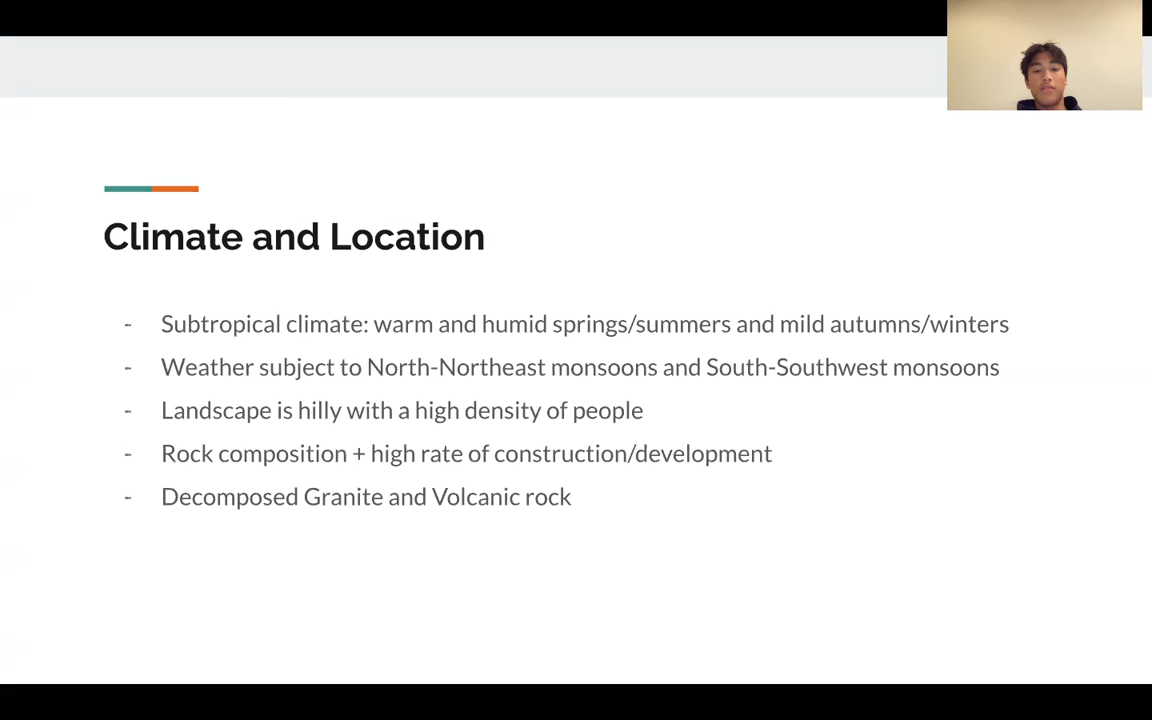 Climate and Location
- Subtropical climate: warm and humid springs/summers and mild autumns/winters
- Weather subject to North-Northeast monsoons and South-Southwest monsoons
- Landscape is hilly with a high density of people
- Rock composition + high rate of construction/development
- Decomposed Granite and Volcanic rock